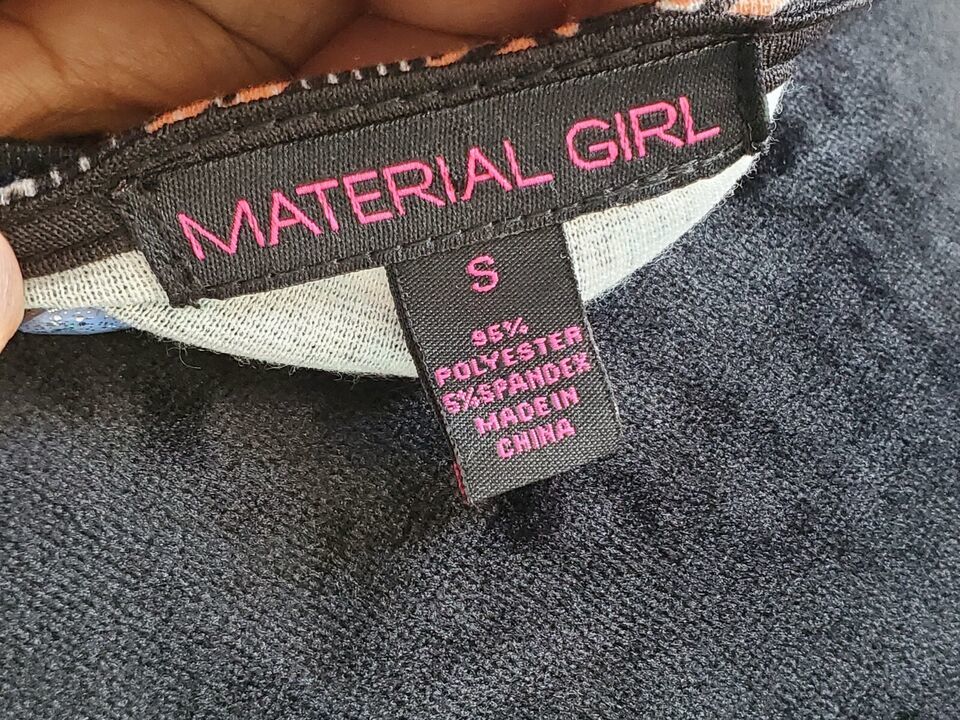 MATERIAL GIRL
S
95%
POLYESTER
5%SPANDEX
MADE IN
CHINA